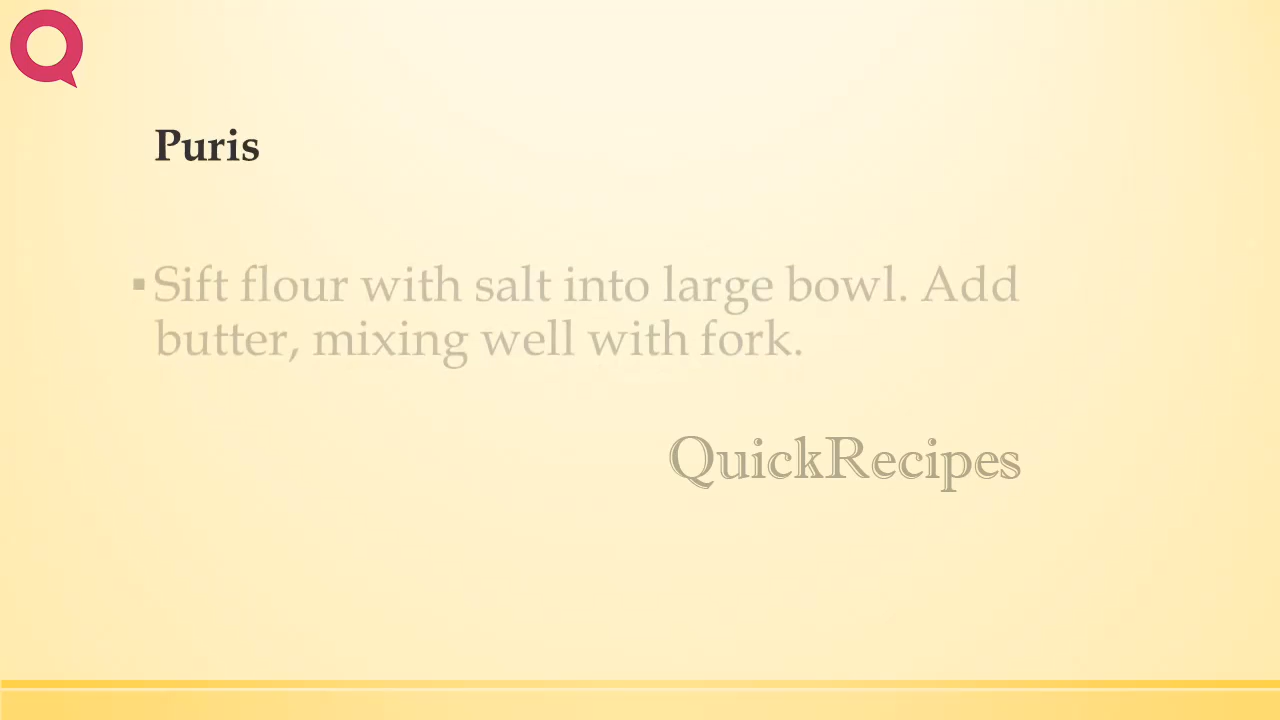 Puris
▪ Sift flour with salt into large bowl. Add
butter, mixing well with fork.
QuickRecipes